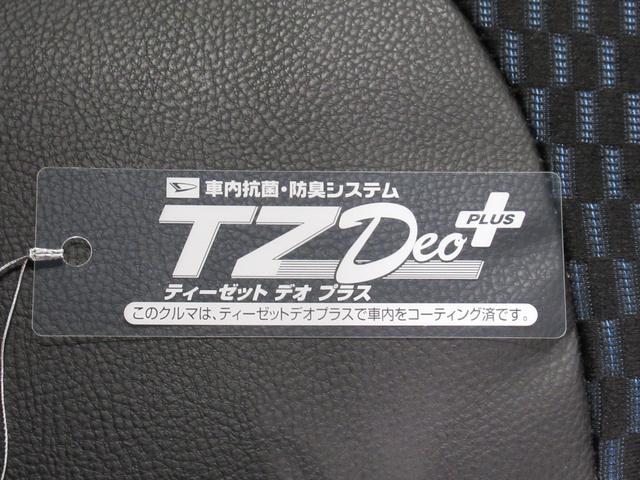 車内抗菌・防臭システム
TZ Deo PLUS
ティーゼット デオ プラス
このクルマは、ティーゼットデオプラスで車内をコーティング済です。